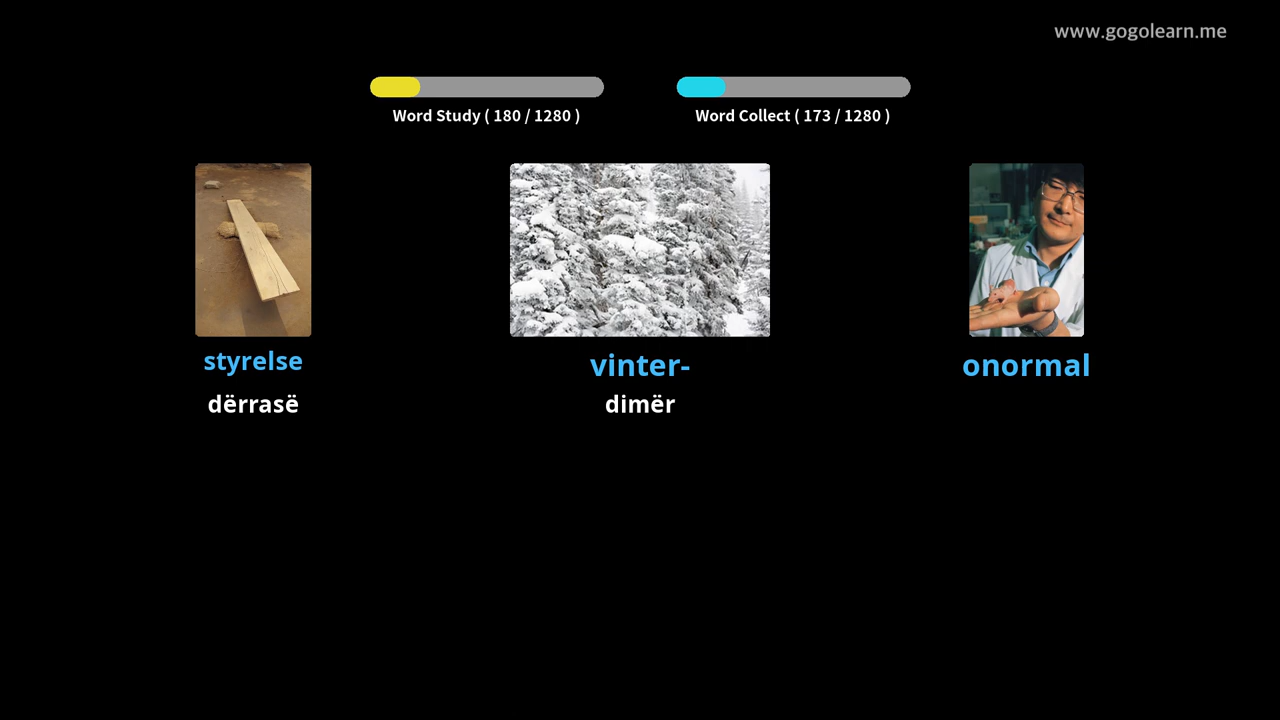 www.gogolearn.me
Word Study ( 180 / 1280 )
Word Collect ( 173 / 1280 )
styrelse
dërrasë
vinter-
dimër
onormal